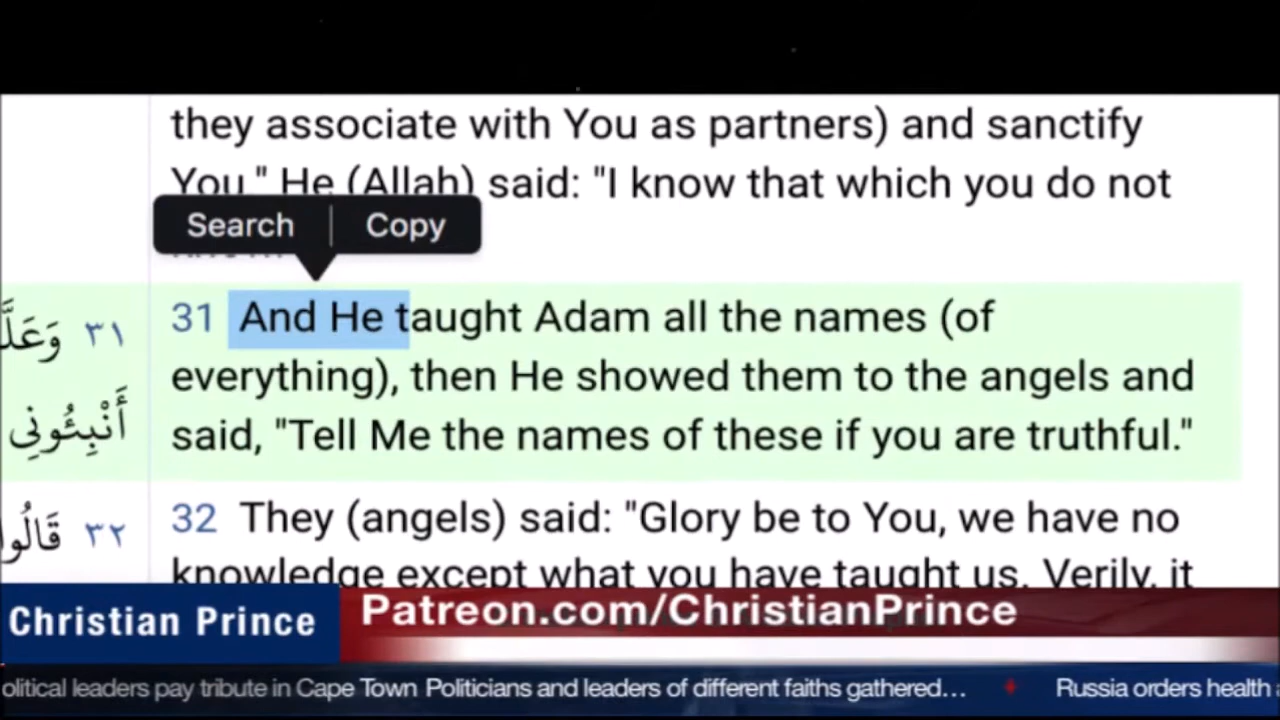 they associate with You as partners) and sanctify
You." He (Allah) said: "I know that which you do not
Search Copy
31 And He taught Adam all the names (of
everything), then He showed them to the angels and
said, "Tell Me the names of these if you are truthful."
٣١ وَعَلَّ
أَنْبِئُونِى
32 They (angels) said: "Glory be to You, we have no
knowledge except what you have taught us. Verily, it
٣٢ قَالُوا
Christian Prince
Patreon.com/ChristianPrince
olitical leaders pay tribute in Cape Town Politicians and leaders of different faiths gathered... Russia orders health